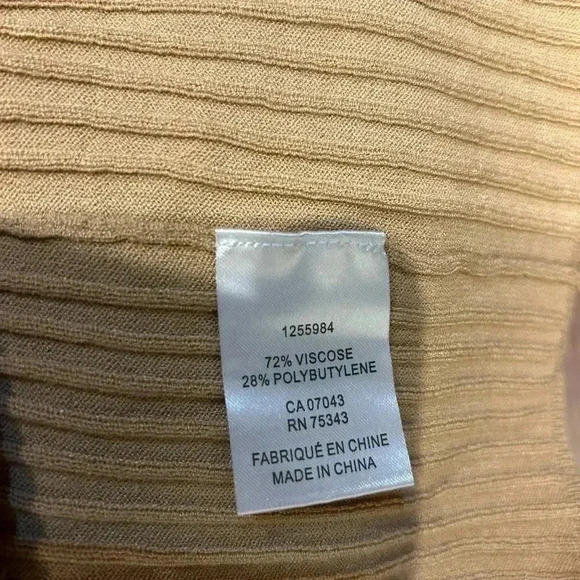 1255984
72% VISCOSE
28% POLYBUTYLENE
CA 07043
RN 75343
FABRIQUÉ EN CHINE
MADE IN CHINA